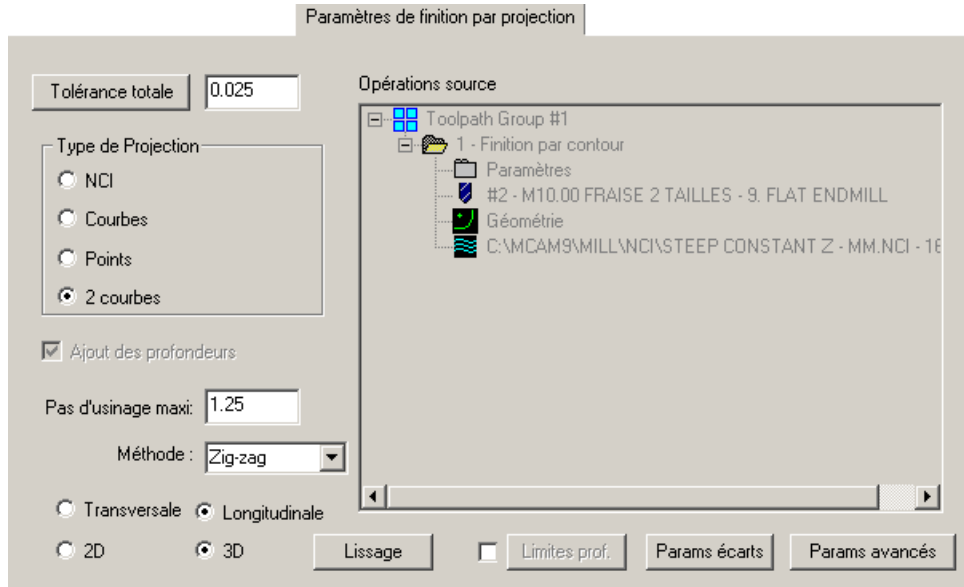 Paramètres de finition par projection
Tolérance totale 0.025
Opérations source
Toolpath Group #1
1 - Finition par contour
Paramètres
#2 - M10.00 FRAISE 2 TAILLES - 9. FLAT ENDMILL
Géométrie
C:\MCAM9\MILL\NCI\STEEP CONSTANT Z - MM.NCI - 16
Type de Projection
NCI
Courbes
Points
2 courbes
Ajout des profondeurs
Pas d'usinage maxi: 1.25
Méthode : Zig-zag
Transversale Longitudinale
2D 3D Lissage Limites prof. Params écarts Params avancés